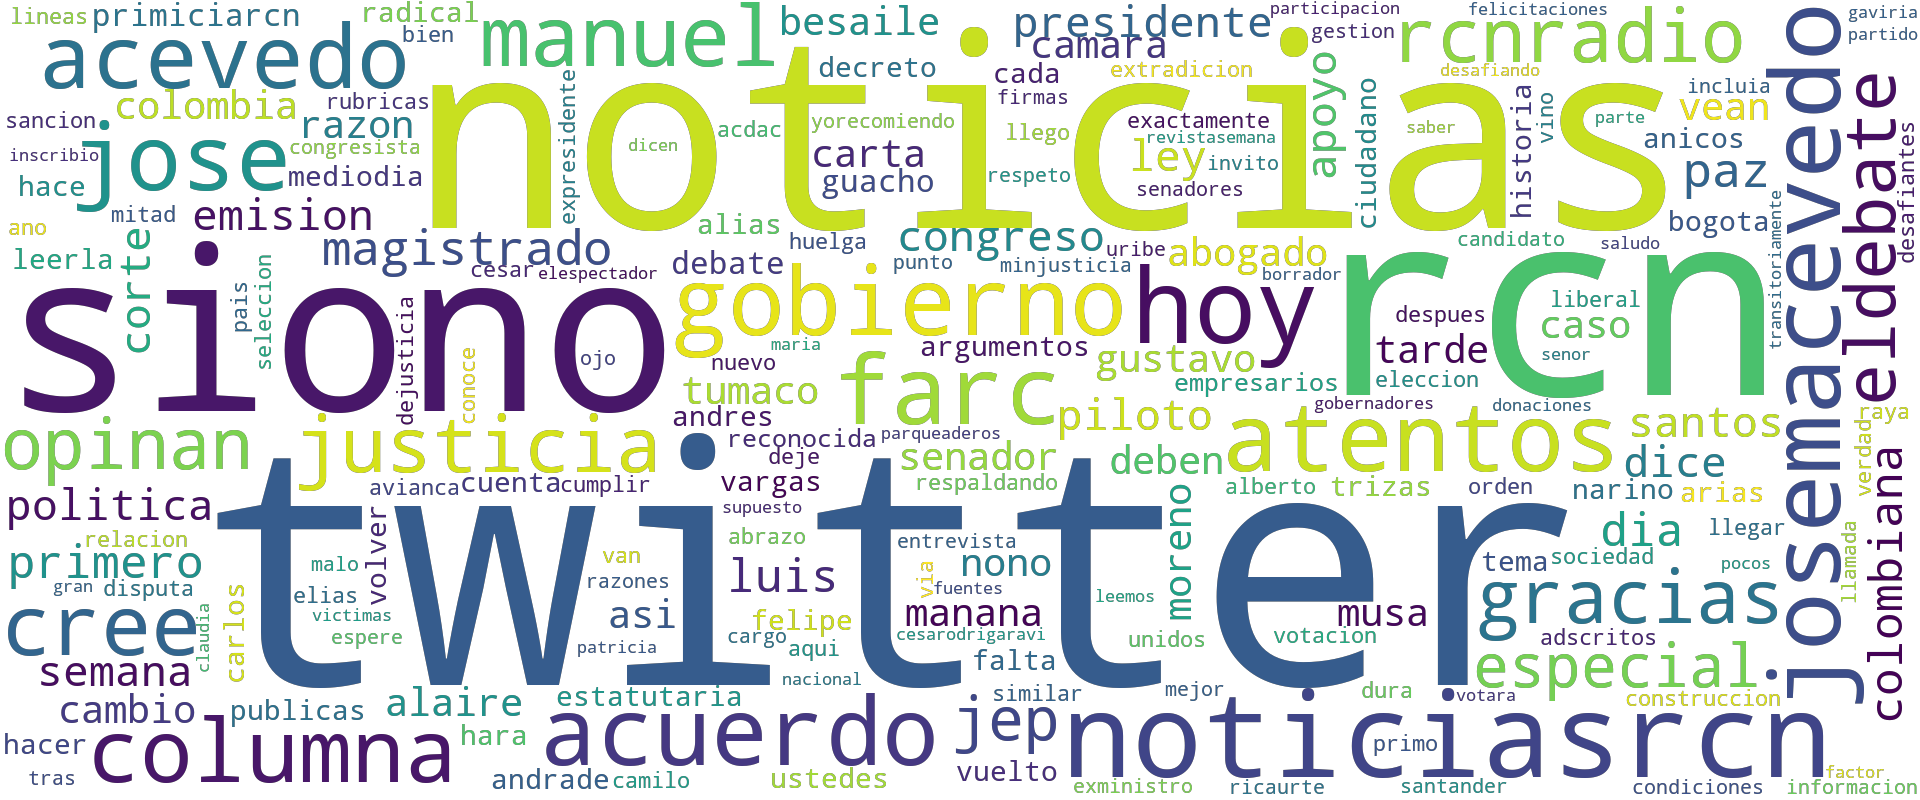 lineas
primiciarcn
radical
bien
manuel
besaile
presidente
participacion
gestion
felicitaciones
gaviria
partido
acevedo
camara
rcnradio
noticias
decreto
cada
firmas
extradicion
desafiando
incluia
vean
colombia
rubricas
razon
expresidente
acdac
yorecomiendo
llego
exactamente
revistasemana
apoyo
ciudadano
historia
vino
saber
parte
anicos
sancion
inscribio
jose
congresista
mediodia
dicen
carta
guacho
respeto
ley
invito
senadores
paz
josemacevedo
eldebate
desafiantes
hace
mitad
emision
alias
huelga
congreso
uribe
abogado
candidato
saludo
bogota
ano
leerla
corte
magistrado
cesar
elespectador
debate
punto
minjusticia
borrador
transitoriamente
siono
pais
seleccion
dejusticia
conoce
ojo
gobierno
hoy
rcn
despues
liberal
caso
senor
maria
nuevo
argumentos
gustavo
tarde
tumaco
farc
empresarios
eleccion
andres
piloto
gobernadores
donaciones
opinan
justicia
reconocida
parqueaderos
deje
senador
deben
atentos
santos
raya
verdad
dice
politica
avianca
cuenta
cumplir
vargas
respaldando
alberto
trizas
orden
narino
arias
colombiana
twitter
supuesto
relacion
volver
abrazo
entrevista
moreno
dia
llegar
primero
malo
van
luis
nono
tema
sociedad
pocos
llamada
gran
disputa
elias
razones
via
fuentes
leemos
gracias
cree
claudia
carlos
victimas
asi
felipe
manana
musa
espere
patricia
cargo
aqui
cesarodrigaravi
unidos
votacion
adscritos
semana
falta
especial
nacional
cambio
publicas
alaire
estatutaria
similar
mejor
dura
votara
construccion
hacer
columna
hara
acuerdo
jep
noticiasrcn
primo
tras
andrade
camilo
ustedes
vuelto
exministro
ricaurte
santander
condiciones
factor
informacion